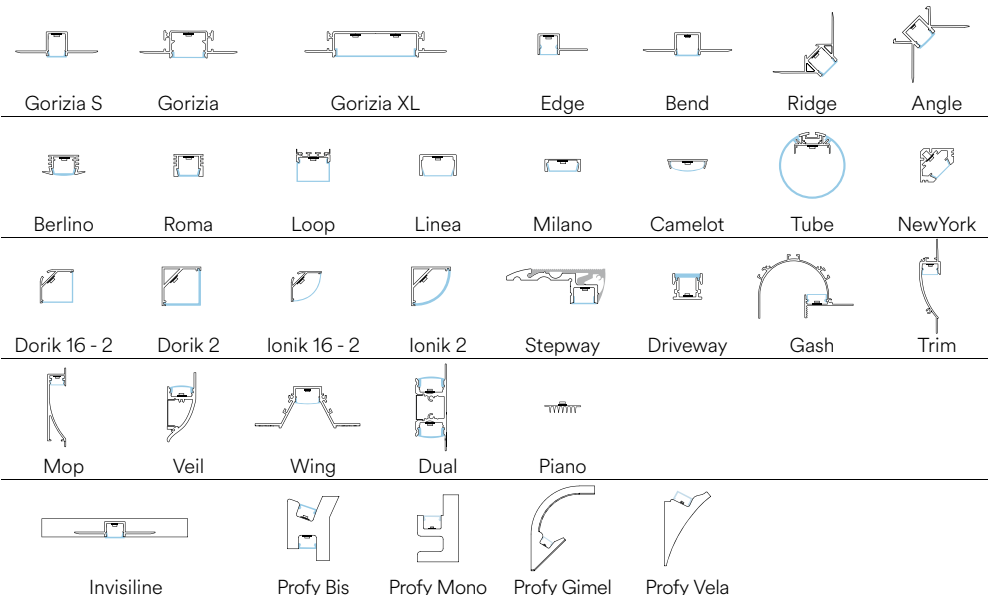 Gorizia S Gorizia Gorizia XL Edge Bend Ridge Angle
Berlino Roma Loop Linea Milano Camelot Tube NewYork
Dorik 16 - 2 Dorik 2 Ionik 16 - 2 Ionik 2 Stepway Driveway Gash Trim
Mop Veil Wing Dual Piano
Invisiline Profy Bis Profy Mono Profy Gimel Profy Vela